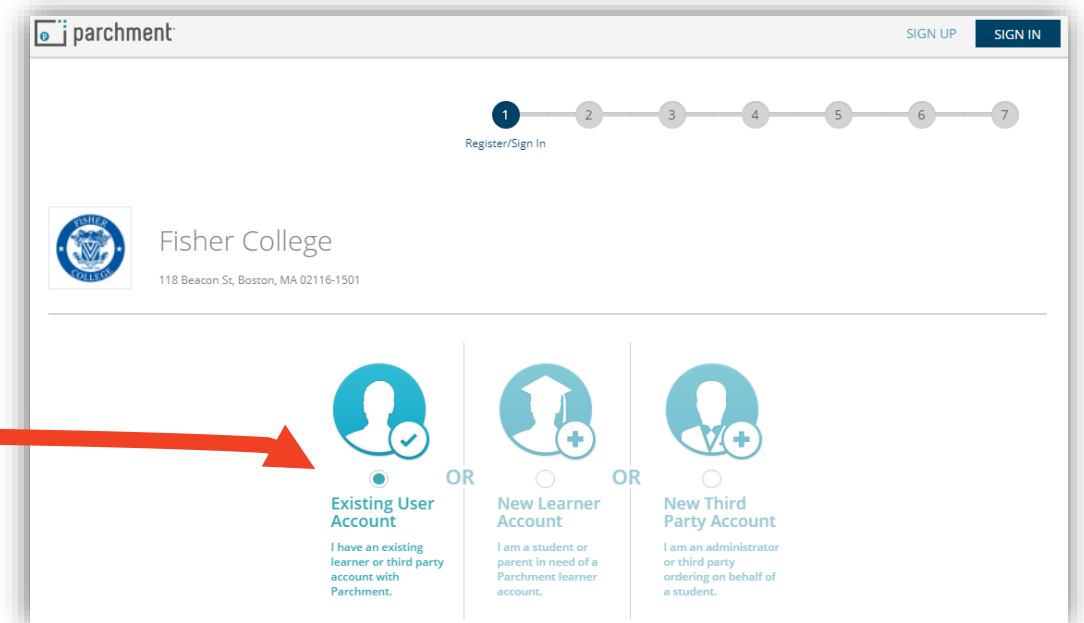 parchment
SIGN UP SIGN IN
1 2 3 4 5 6 7
Register/Sign In
FISHER
COLLEGE
Fisher College
118 Beacon St, Boston, MA 02116-1501
OR OR
Existing User
Account
I have an existing
learner or third party
account with
Parchment.
New Learner
Account
I am a student or
parent in need of a
Parchment learner
account.
New Third
Party Account
I am an administrator
or third party
ordering on behalf of
a student.